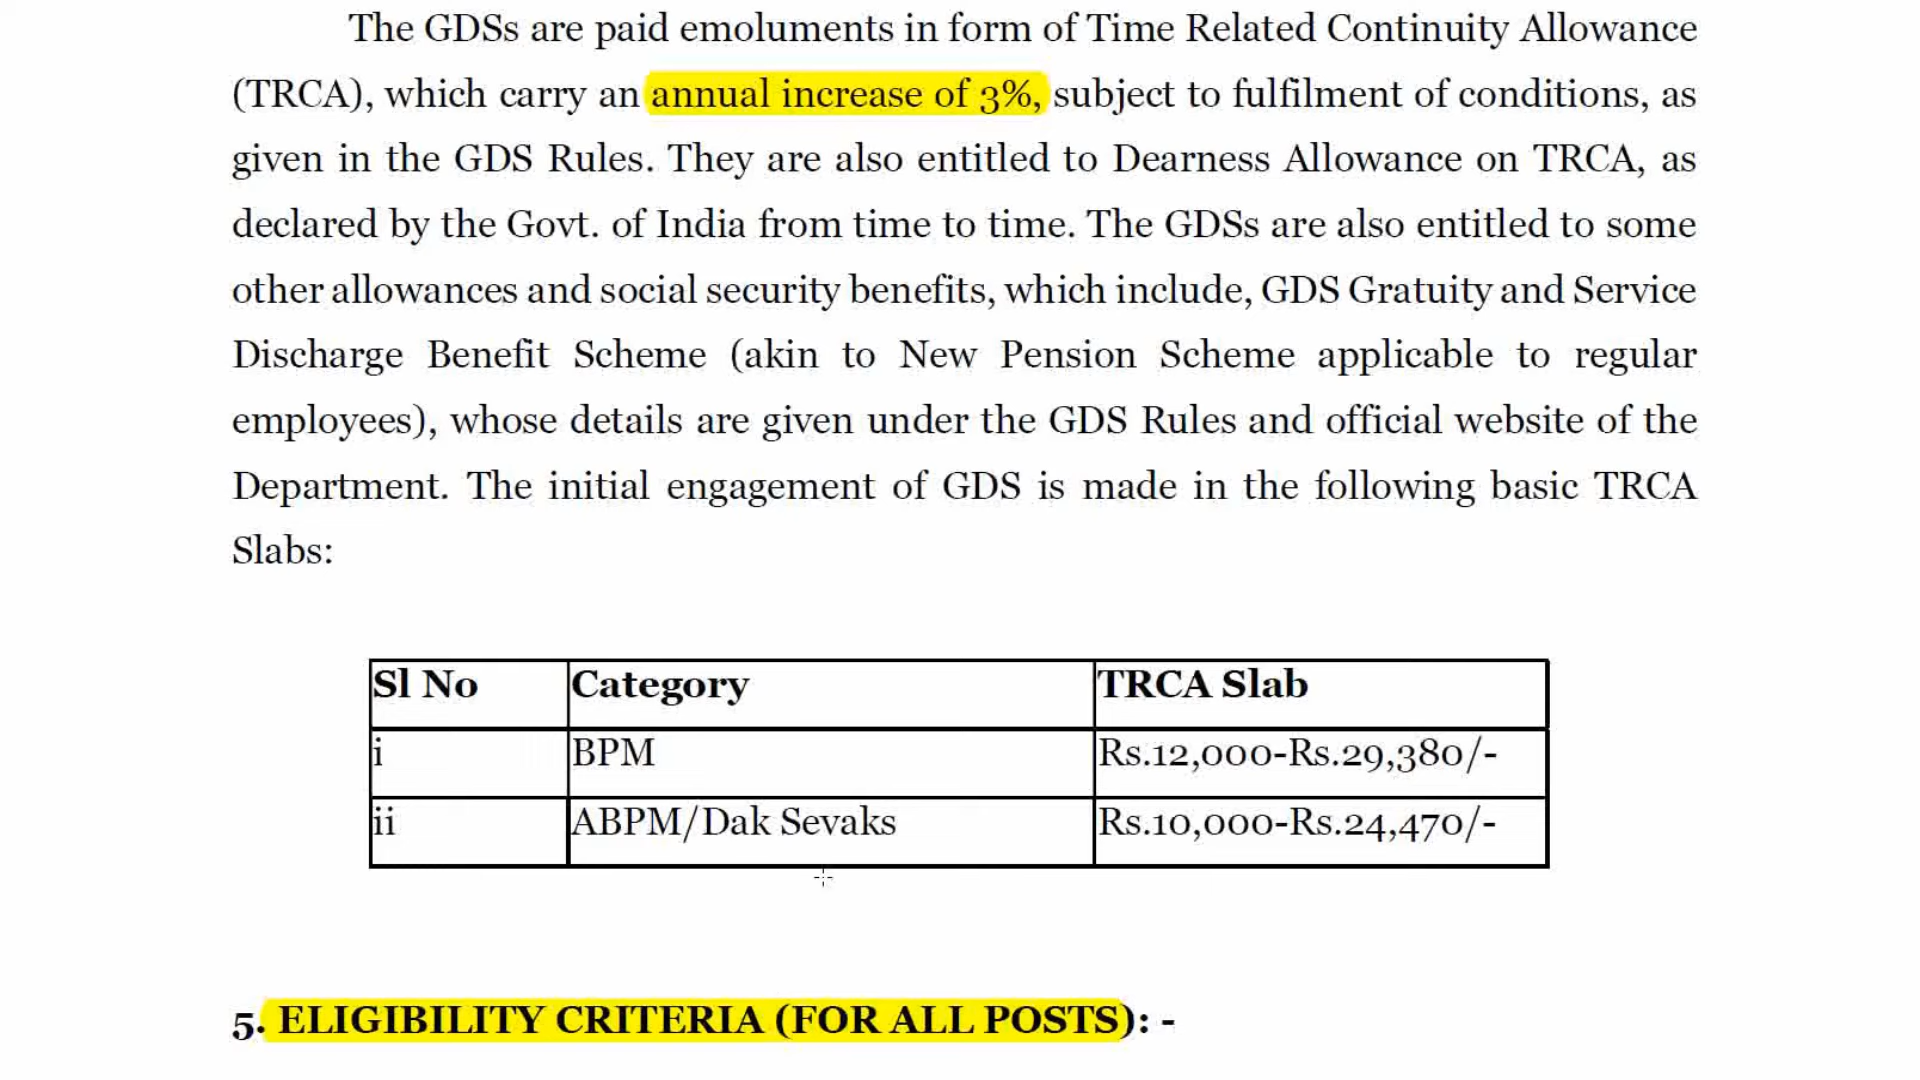 The GDSs are paid emoluments in form of Time Related Continuity Allowance
(TRCA), which carry an annual increase of 3%, subject to fulfilment of conditions, as
given in the GDS Rules. They are also entitled to Dearness Allowance on TRCA, as
declared by the Govt. of India from time to time. The GDSs are also entitled to some
other allowances and social security benefits, which include, GDS Gratuity and Service
Discharge Benefit Scheme (akin to New Pension Scheme applicable to regular
employees), whose details are given under the GDS Rules and official website of the
Department. The initial engagement of GDS is made in the following basic TRCA
Slabs:
Sl No Category TRCA Slab
i BPM Rs.12,000-Rs.29,380/-
ii ABPM/Dak Sevaks Rs.10,000-Rs.24,470/-
5. ELIGIBILITY CRITERIA (FOR ALL POSTS): -